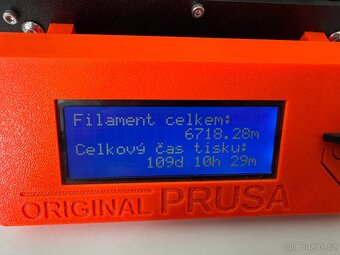 Filament celkem:
6718.28m
Celkový čas tisku:
109d 10h 29m
ORIGINAL PRUSA